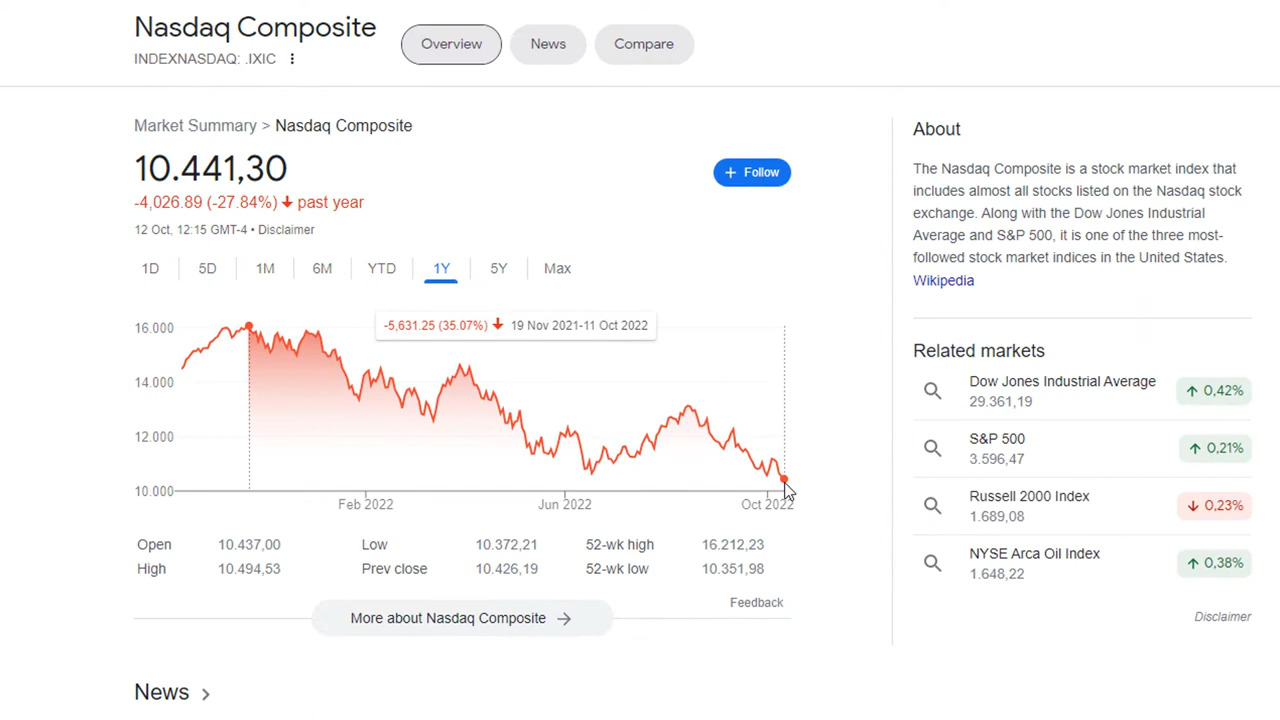 Nasdaq Composite
INDEXNASDAQ: .IXIC
Overview
News
Compare
Market Summary > Nasdaq Composite
10.441,30
-4,026.89 (-27.84%) ↓ past year
12 Oct, 12:15 GMT-4 • Disclaimer
+ Follow
1D
5D
1M
6M
YTD
1Y
5Y
Max
-5,631.25 (35.07%) ↓ 19 Nov 2021-11 Oct 2022
16.000
14.000
12.000
10.000
Feb 2022
Jun 2022
Oct 2022
Open 10.437,00
Low 10.372,21
52-wk high 16.212,23
High 10.494,53
Prev close 10.426,19
52-wk low 10.351,98
Feedback
More about Nasdaq Composite →
News >
About
The Nasdaq Composite is a stock market index that
includes almost all stocks listed on the Nasdaq stock
exchange. Along with the Dow Jones Industrial
Average and S&P 500, it is one of the three most-
followed stock market indices in the United States.
Wikipedia
Related markets
Dow Jones Industrial Average
29.361,19
↑ 0,42%
S&P 500
3.596,47
↑ 0,21%
Russell 2000 Index
1.689,08
↓ 0,23%
NYSE Arca Oil Index
1.648,22
↑ 0,38%
Disclaimer